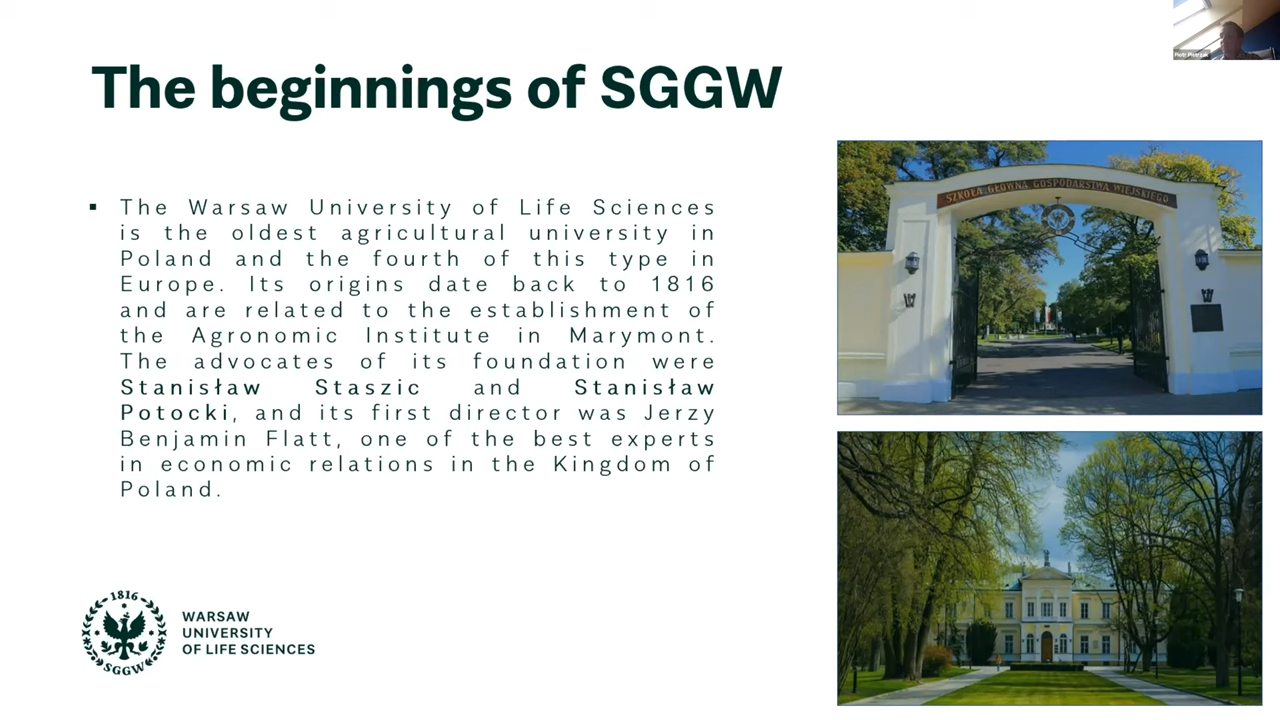 Piotr Pietrzak
The beginnings of SGGW
▪ The Warsaw University of Life Sciences
is the oldest agricultural university in
Poland and the fourth of this type in
Europe. Its origins date back to 1816
and are related to the establishment of
the Agronomic Institute in Marymont.
The advocates of its foundation were
Stanisław Staszic and Stanisław
Potocki, and its first director was Jerzy
Benjamin Flatt, one of the best experts
in economic relations in the Kingdom of
Poland.
SZKOŁA GŁÓWNA GOSPODARSTWA WIEJSKIEGO
1816
SGGW
WARSAW
UNIVERSITY
OF LIFE SCIENCES